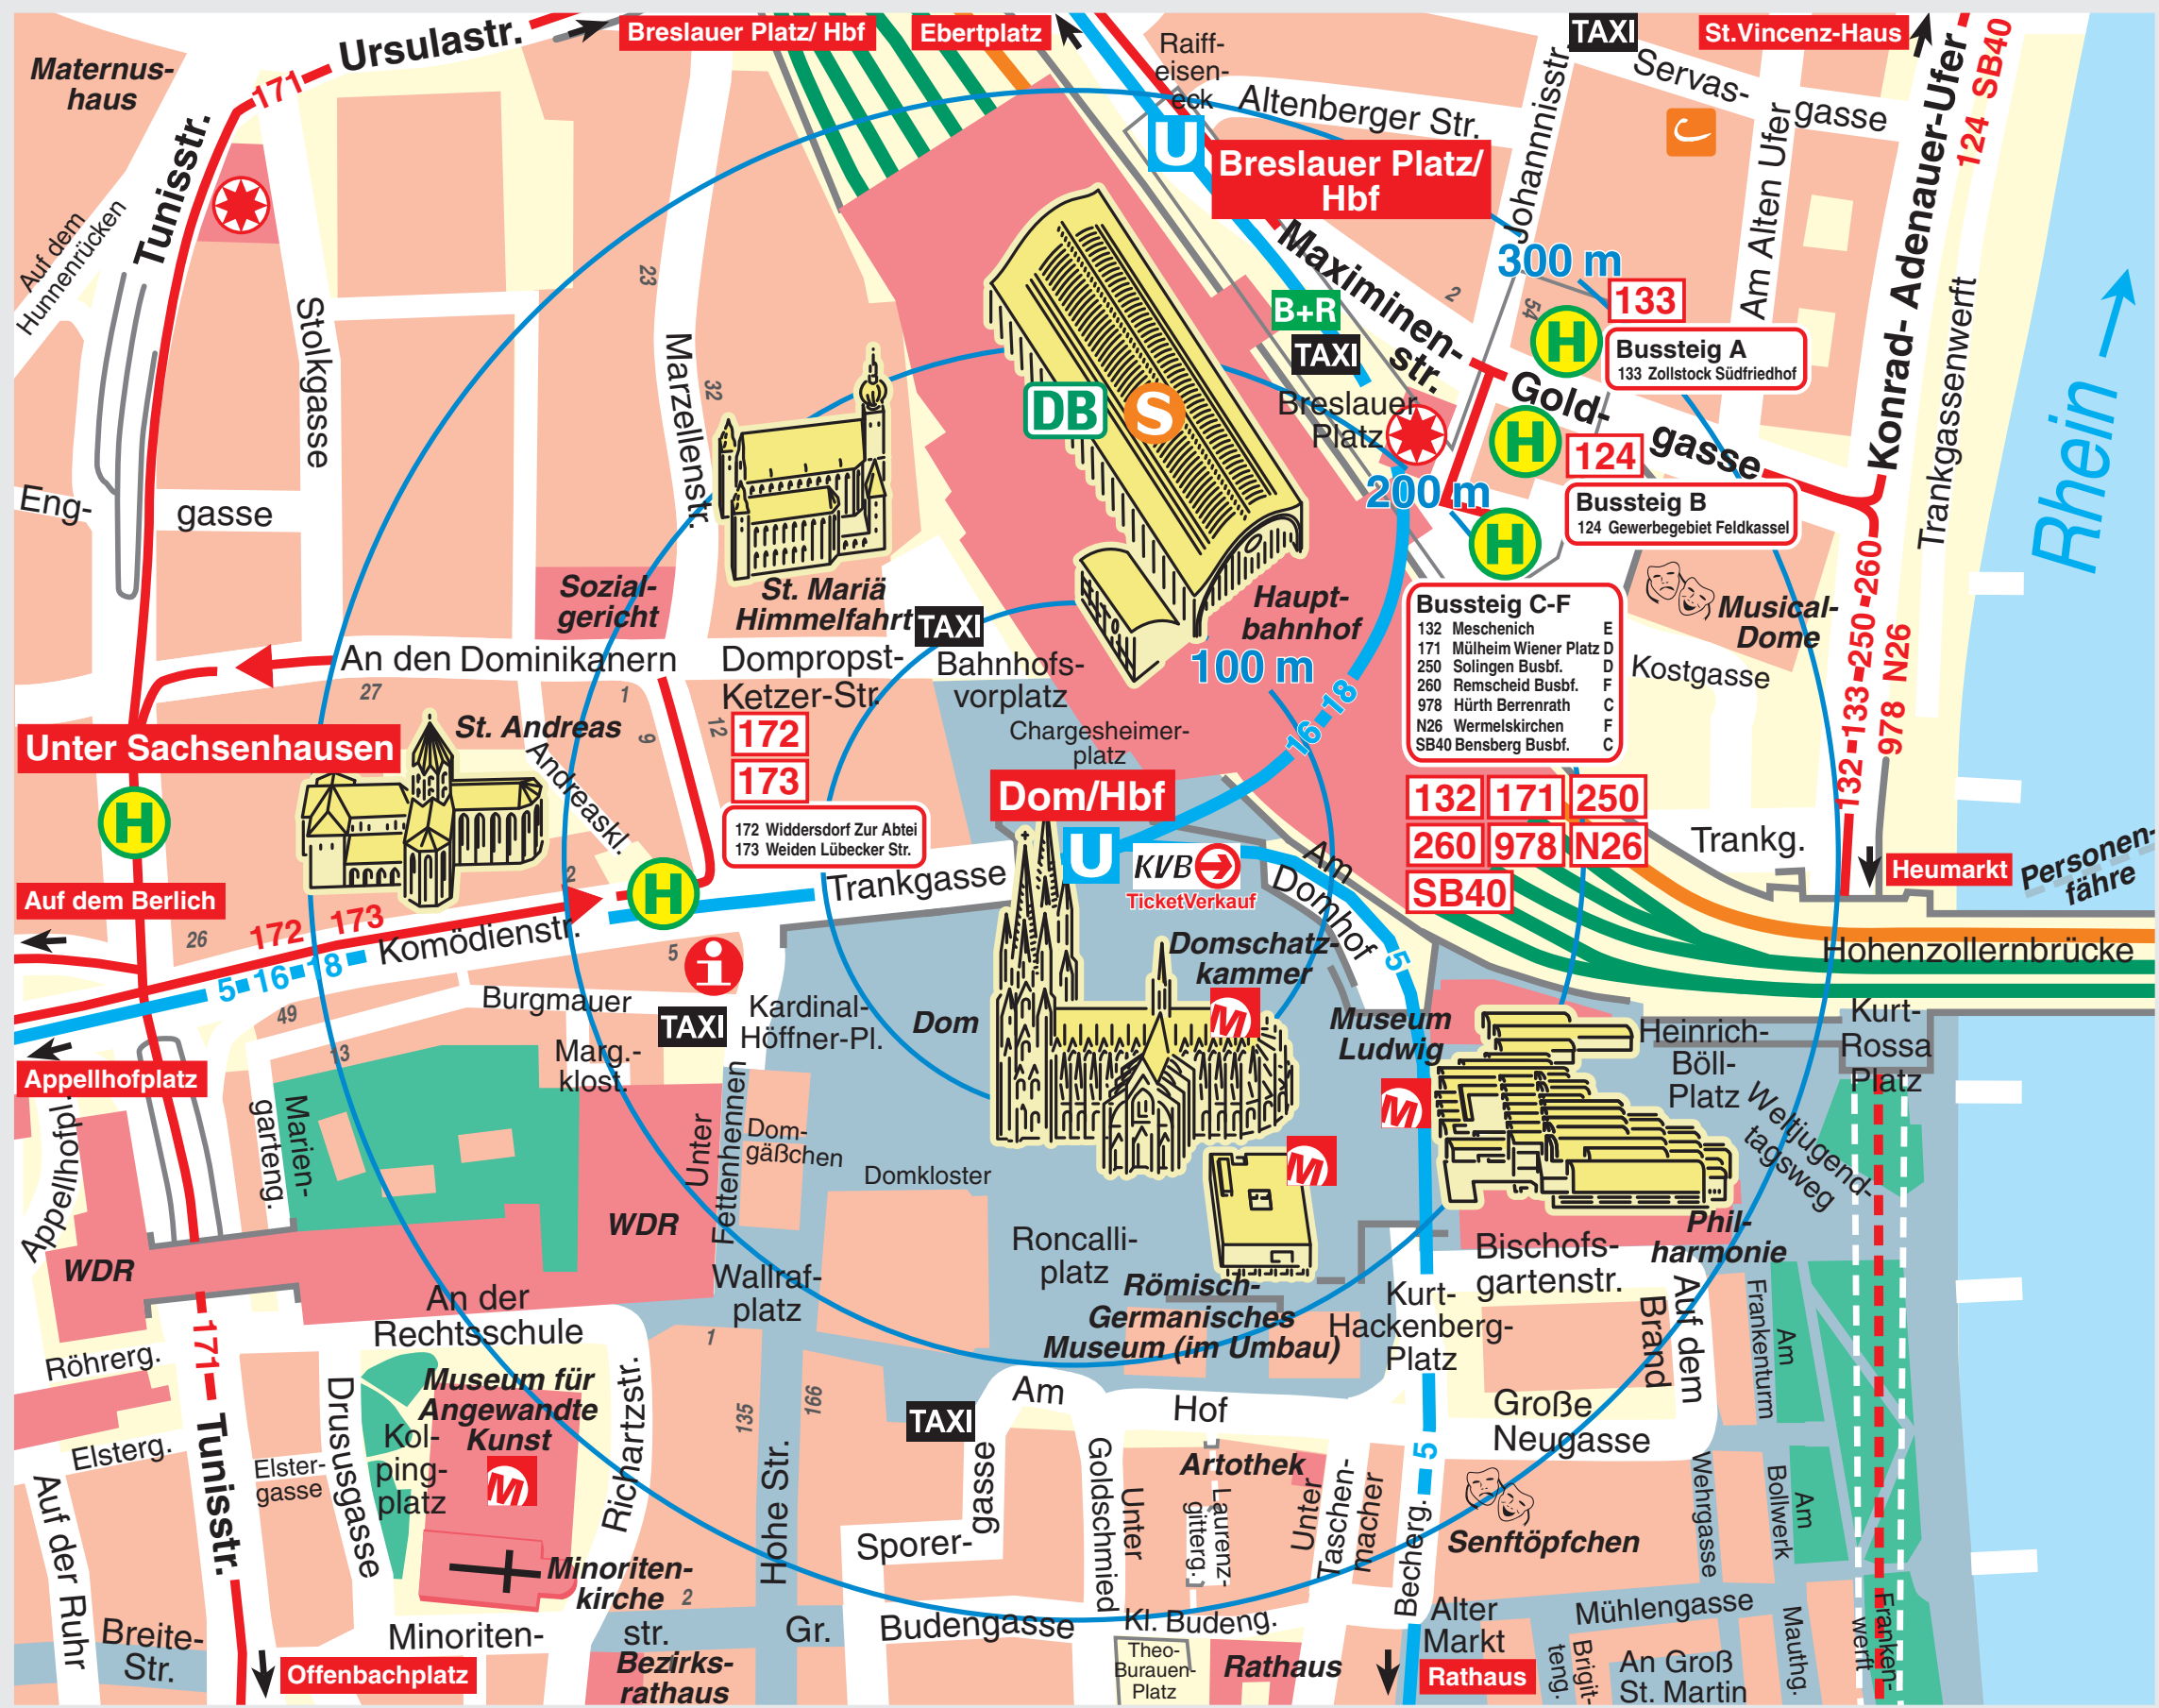 Breslauer Platz/ Hbf
Ebertplatz
TAXI
St.Vincenz-Haus
Maternus-
haus
171
Ursulastr.
Raiff-
eisen-
eck
Altenberger Str.
Johannisstr.
Servas-
gasse
Am Alten Ufer
Konrad- Adenauer-Ufer
124 SB40
U
Breslauer Platz/
Hbf
Tunisstr.
Auf dem
Hunnenrücken
Stolkgasse
23
Marzellenstr.
32
Maximinen-
str.
2
300 m
54
133
H
Bussteig A
133 Zollstock Südfriedhof
B+R
TAXI
Breslauer
Platz
Gold-
gasse
H
124
Bussteig B
124 Gewerbegebiet Feldkassel
200 m
H
Trankgassenwerft
Rhein
DB
S
Eng-
gasse
Sozial-
gericht
St. Mariä
Himmelfahrt
TAXI
Haupt-
bahnhof
100 m
Bussteig C-F
132 Meschenich E
171 Mülheim Wiener Platz D
250 Solingen Busbf. D
260 Remscheid Busbf. F
978 Hürth Berrenrath C
N26 Wermelskirchen F
SB40 Bensberg Busbf. C
Musical-
Dome
Kostgasse
132 133 250 260
978 N26
An den Dominikanern
27
1
9
12
Dompropst-
Ketzer-Str.
Bahnhofs-
vorplatz
Chargesheimer-
platz
16 18
Unter Sachsenhausen
H
St. Andreas
Andreaskl.
172
173
172 Widdersdorf Zur Abtei
173 Weiden Lübecker Str.
Dom/Hbf
U
KVB
TicketVerkauf
132 171 250
260 978 N26
SB40
Am
Domhof
Trankg.
Heumarkt
Personen-
fähre
Auf dem Berlich
26
172 173
2
H
Trankgasse
5 16 18
Komödienstr.
5
i
Domschatz-
kammer
M
5
Hohenzollernbrücke
49
Burgmauer
TAXI
Kardinal-
Höffner-Pl.
Dom
Museum
Ludwig
M
Heinrich-
Böll-
Platz
Kurt-
Rossa
Platz
Appellhofplatz
13
Marg.-
klost.
Appellhofpl.
Marien-
garteng.
Unter
Fettenhennen
Dom-
gäßchen
Domkloster
M
Weltjugend-
tagsweg
WDR
WDR
Roncalli-
platz
Römisch-
Germanisches
Museum (im Umbau)
Phil-
harmonie
Bischofs-
gartenstr.
Wallraf-
platz
1
Kurt-
Hackenberg-
Platz
Auf dem
Brand
Am
Frankenturm
An der
Rechtsschule
171
Röhrerg.
Museum für
Angewandte
Kunst
M
Kol-
ping-
platz
Drususgasse
Richartzstr.
135
166
Am
Hof
TAXI
Große
Neugasse
Elsterg.
Elster-
gasse
Tunisstr.
Auf der Ruhr
Hohe Str.
Sporer-
gasse
Unter
Goldschmied
Artothek
Laurenz-
gitterg.
Unter
Taschen-
macher
5
Becherg.
Senftöpfchen
Wehrgasse
Am
Bollwerk
Minoriten-
kirche
2
Minoriten-
str.
Gr.
Budengasse
Kl. Budeng.
Alter
Markt
Mühlengasse
Breite-
Str.
Offenbachplatz
Bezirks-
rathaus
Theo-
Burauen-
Platz
Rathaus
Rathaus
Brigit-
teng.
An Groß
St. Martin
Mauthg.
Franken-
werft